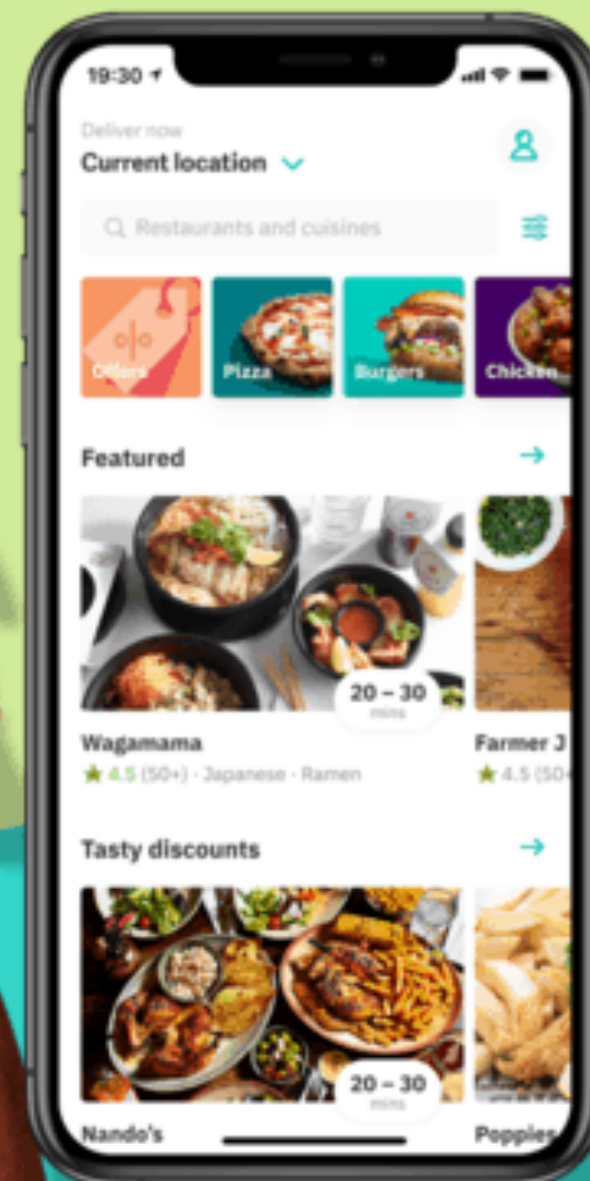 19:30
Deliver now
Current location
Restaurants and cuisines
Offers
Pizza
Burgers
Chicken
Featured
20 – 30
mins
Wagamama
Farmer J
4.5 (50+) · Japanese · Ramen
4.5 (50+
Tasty discounts
20 – 30
mins
Nando's
Poppies